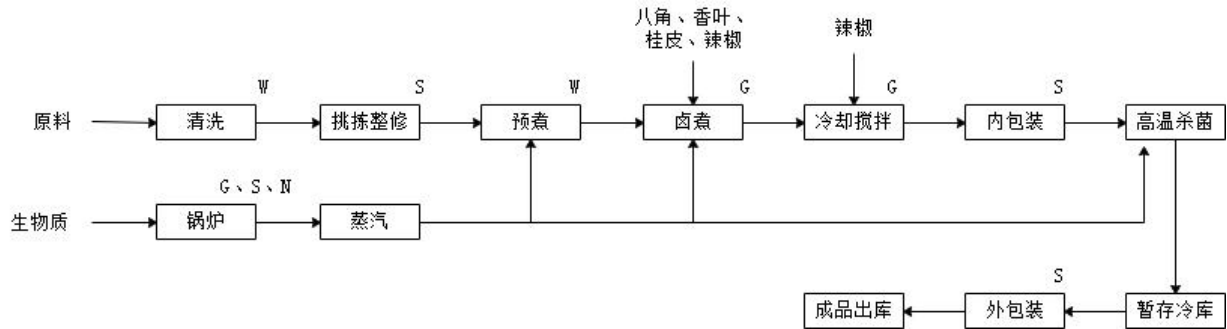 八角、香叶、
桂皮、辣椒
辣椒
W
S
W
G
G
S
原料
清洗
挑拣整修
预煮
卤煮
冷却搅拌
内包装
高温杀菌
G、S、N
生物质
锅炉
蒸汽
S
成品出库
外包装
暂存冷库